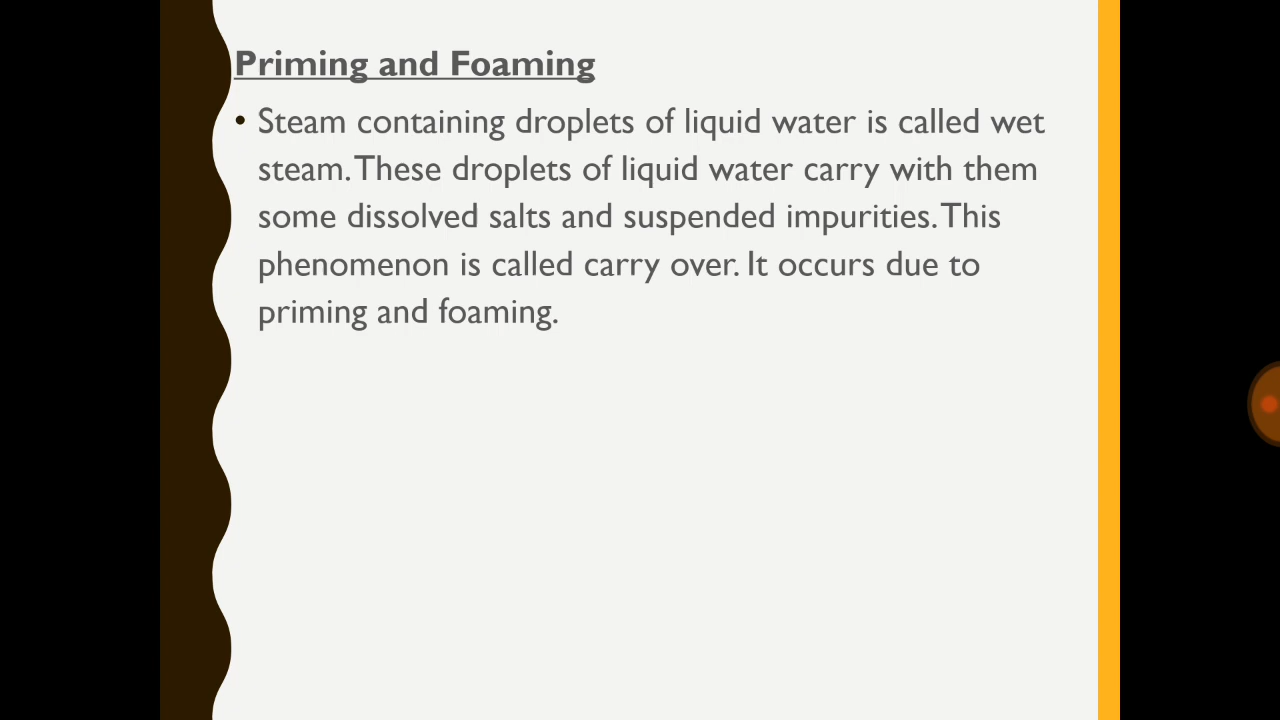 Priming and Foaming
• Steam containing droplets of liquid water is called wet
steam. These droplets of liquid water carry with them
some dissolved salts and suspended impurities. This
phenomenon is called carry over. It occurs due to
priming and foaming.